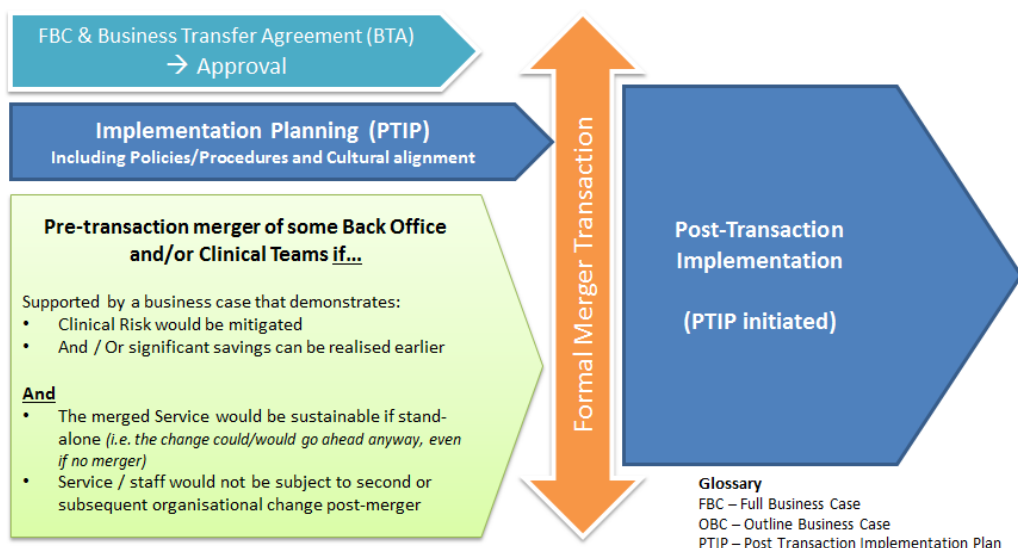 FBC & Business Transfer Agreement (BTA)
→ Approval
Implementation Planning (PTIP)
Including Policies/Procedures and Cultural alignment
Pre-transaction merger of some Back Office
and/or Clinical Teams if...
Supported by a business case that demonstrates:
• Clinical Risk would be mitigated
• And / Or significant savings can be realised earlier
And
• The merged Service would be sustainable if stand-
alone (i.e. the change could/would go ahead anyway, even
if no merger)
• Service / staff would not be subject to second or
subsequent organisational change post-merger
Formal Merger Transaction
Post-Transaction
Implementation
(PTIP initiated)
Glossary
FBC – Full Business Case
OBC – Outline Business Case
PTIP – Post Transaction Implementation Plan